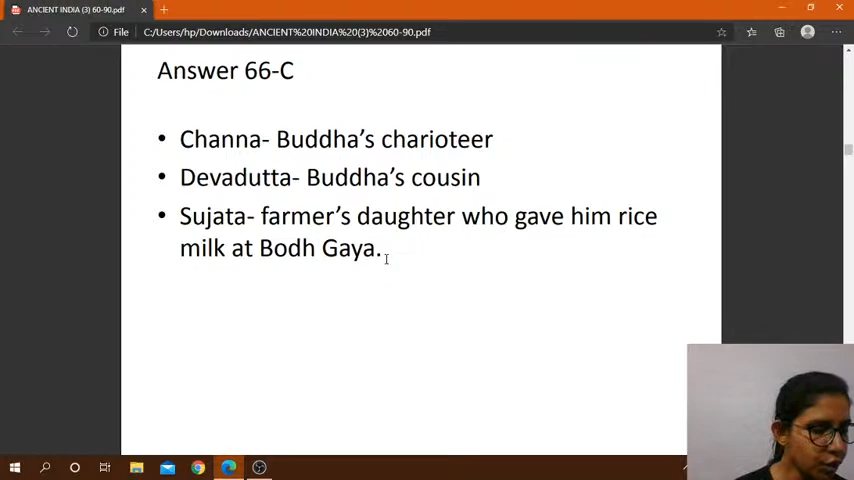 ANCIENT INDIA (3) 60-90.pdf
File C:/Users/hp/Downloads/ANCIENT%20INDIA%20(3)%2060-90.pdf
Answer 66-C
• Channa- Buddha's charioteer
• Devadutta- Buddha's cousin
• Sujata- farmer's daughter who gave him rice
milk at Bodh Gaya.